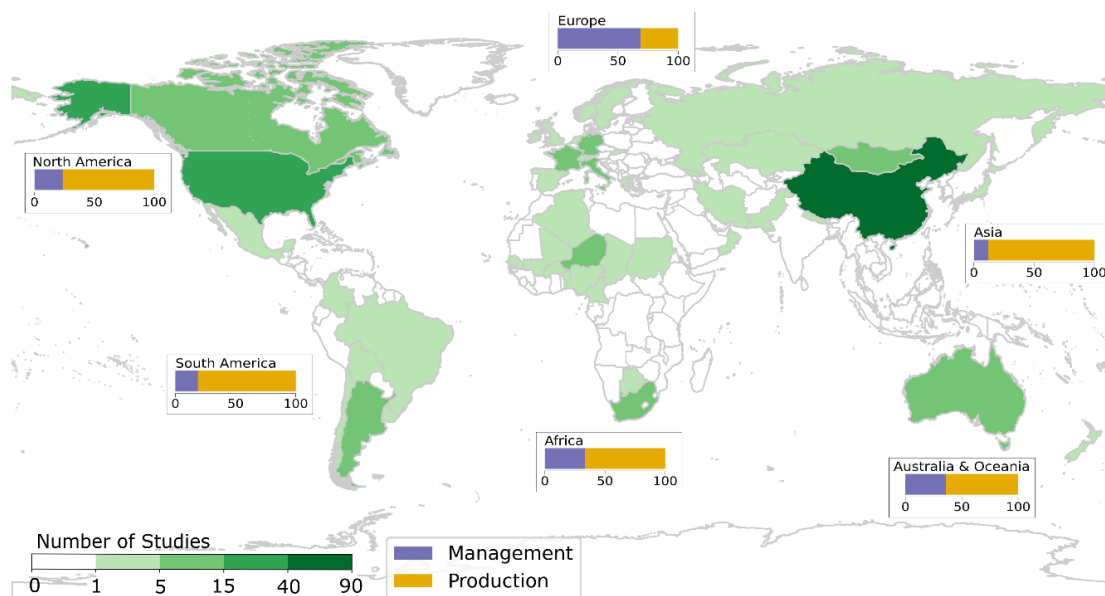 Europe
0 50 100
North America
0 50 100
Asia
0 50 100
South America
0 50 100
Africa
0 50 100
Australia & Oceania
0 50 100
Number of Studies
0 1 5 15 40 90
Management
Production